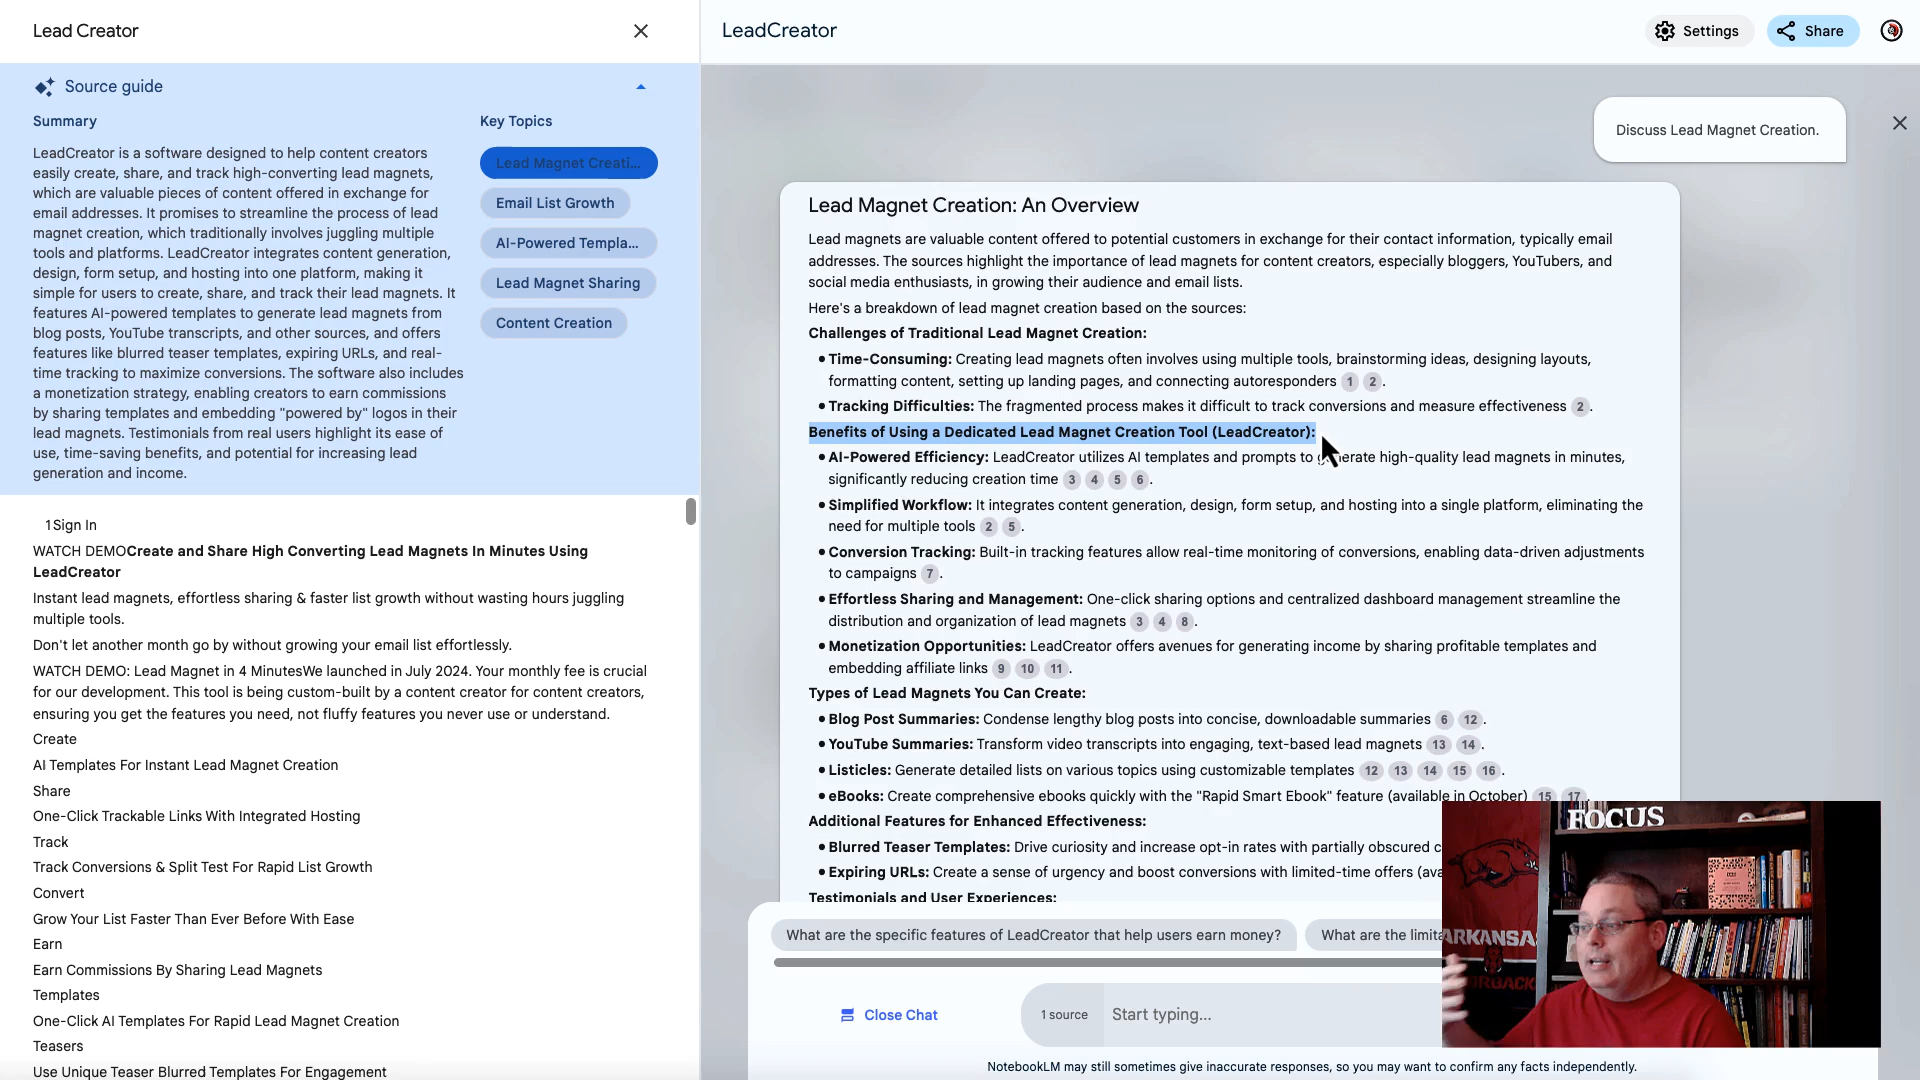 Lead Creator
Source guide
Summary
LeadCreator is a software designed to help content creators
easily create, share, and track high-converting lead magnets,
which are valuable pieces of content offered in exchange for
email addresses. It promises to streamline the process of lead
magnet creation, which traditionally involves juggling multiple
tools and platforms. LeadCreator integrates content generation,
design, form setup, and hosting into one platform, making it
simple for users to create, share, and track their lead magnets. It
features AI-powered templates to generate lead magnets from
blog posts, YouTube transcripts, and other sources, and offers
features like blurred teaser templates, expiring URLs, and real-
time tracking to maximize conversions. The software also includes
a monetization strategy, enabling creators to earn commissions
by sharing templates and embedding "powered by" logos in their
lead magnets. Testimonials from real users highlight its ease of
use, time-saving benefits, and potential for increasing lead
generation and income.
Key Topics
Lead Magnet Creati...
Email List Growth
AI-Powered Templa...
Lead Magnet Sharing
Content Creation
1Sign In
WATCH DEMOCreate and Share High Converting Lead Magnets In Minutes Using
LeadCreator
Instant lead magnets, effortless sharing & faster list growth without wasting hours juggling
multiple tools.
Don't let another month go by without growing your email list effortlessly.
WATCH DEMO: Lead Magnet in 4 MinutesWe launched in July 2024. Your monthly fee is crucial
for our development. This tool is being custom-built by a content creator for content creators,
ensuring you get the features you need, not fluffy features you never use or understand.
Create
AI Templates For Instant Lead Magnet Creation
Share
One-Click Trackable Links With Integrated Hosting
Track
Track Conversions & Split Test For Rapid List Growth
Convert
Grow Your List Faster Than Ever Before With Ease
Earn
Earn Commissions By Sharing Lead Magnets
Templates
One-Click AI Templates For Rapid Lead Magnet Creation
Teasers
Use Unique Teaser Blurred Templates For Engagement
LeadCreator
Settings
Share
Discuss Lead Magnet Creation.
Lead Magnet Creation: An Overview
Lead magnets are valuable content offered to potential customers in exchange for their contact information, typically email
addresses. The sources highlight the importance of lead magnets for content creators, especially bloggers, YouTubers, and
social media enthusiasts, in growing their audience and email lists.
Here's a breakdown of lead magnet creation based on the sources:
Challenges of Traditional Lead Magnet Creation:
• Time-Consuming: Creating lead magnets often involves using multiple tools, brainstorming ideas, designing layouts,
formatting content, setting up landing pages, and connecting autoresponders 1 2.
• Tracking Difficulties: The fragmented process makes it difficult to track conversions and measure effectiveness 2.
Benefits of Using a Dedicated Lead Magnet Creation Tool (LeadCreator):
• AI-Powered Efficiency: LeadCreator utilizes AI templates and prompts to generate high-quality lead magnets in minutes,
significantly reducing creation time 3 4 5 6.
• Simplified Workflow: It integrates content generation, design, form setup, and hosting into a single platform, eliminating the
need for multiple tools 2 5.
• Conversion Tracking: Built-in tracking features allow real-time monitoring of conversions, enabling data-driven adjustments
to campaigns 7.
• Effortless Sharing and Management: One-click sharing options and centralized dashboard management streamline the
distribution and organization of lead magnets 3 4 8.
• Monetization Opportunities: LeadCreator offers avenues for generating income by sharing profitable templates and
embedding affiliate links 9 10 11.
Types of Lead Magnets You Can Create:
• Blog Post Summaries: Condense lengthy blog posts into concise, downloadable summaries 6 12.
• YouTube Summaries: Transform video transcripts into engaging, text-based lead magnets 13 14.
• Listicles: Generate detailed lists on various topics using customizable templates 12 13 14 15 16.
• eBooks: Create comprehensive ebooks quickly with the "Rapid Smart Ebook" feature (available in October) 15 17.
Additional Features for Enhanced Effectiveness:
• Blurred Teaser Templates: Drive curiosity and increase opt-in rates with partially obscured c
• Expiring URLs: Create a sense of urgency and boost conversions with limited-time offers (ava
Testimonials and User Experiences:
What are the specific features of LeadCreator that help users earn money?
What are the limita
Close Chat
1 source
Start typing...
NotebookLM may still sometimes give inaccurate responses, so you may want to confirm any facts independently.
FOCUS
ARKANSAS